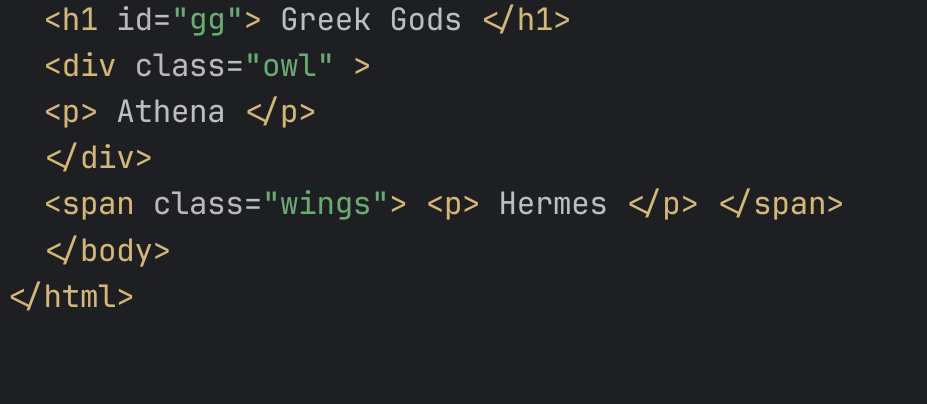 <h1 id="gg"> Greek Gods </h1>
<div class="owl" >
<p> Athena </p>
</div>
<span class="wings"> <p> Hermes </p> </span>
</body>
</html>